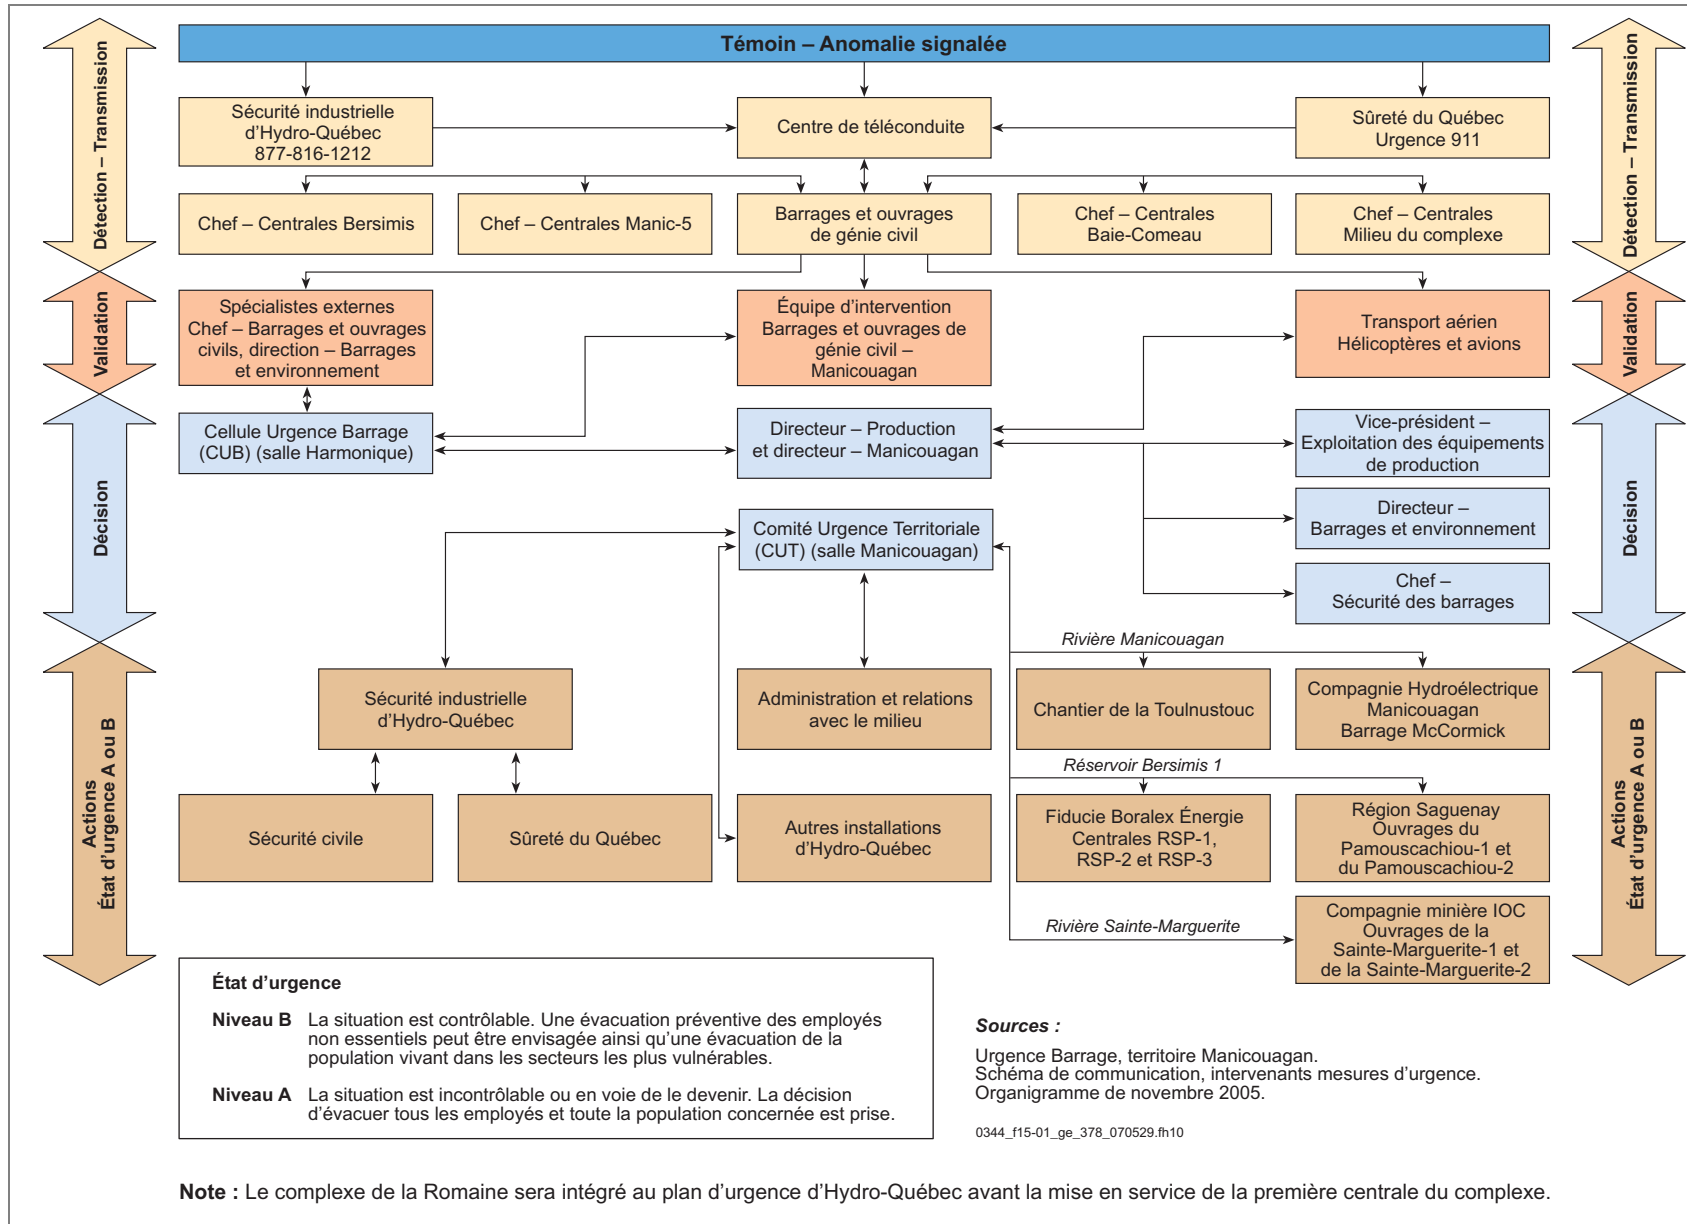 Témoin – Anomalie signalée
Détection – Transmission
Détection – Transmission
Sécurité industrielle
d'Hydro-Québec
877-816-1212
Centre de téléconduite
Sûreté du Québec
Urgence 911
Chef – Centrales Bersimis
Chef – Centrales Manic-5
Barrages et ouvrages
de génie civil
Chef – Centrales
Baie-Comeau
Chef – Centrales
Milieu du complexe
Validation
Validation
Spécialistes externes
Chef – Barrages et ouvrages
civils, direction – Barrages
et environnement
Équipe d'intervention
Barrages et ouvrages de
génie civil –
Manicouagan
Transport aérien
Hélicoptères et avions
Décision
Décision
Cellule Urgence Barrage
(CUB) (salle Harmonique)
Directeur – Production
et directeur – Manicouagan
Vice-président –
Exploitation des équipements
de production
Directeur –
Barrages et environnement
Comité Urgence Territoriale
(CUT) (salle Manicouagan)
Chef –
Sécurité des barrages
Actions
État d'urgence A ou B
Actions
État d'urgence A ou B
Rivière Manicouagan
Sécurité industrielle
d'Hydro-Québec
Administration et relations
avec le milieu
Chantier de la Toulnustouc
Compagnie Hydroélectrique
Manicouagan
Barrage McCormick
Réservoir Bersimis 1
Sécurité civile
Sûreté du Québec
Autres installations
d'Hydro-Québec
Fiducie Boralex Énergie
Centrales RSP-1,
RSP-2 et RSP-3
Région Saguenay
Ouvrages du
Pamouscachiou-1 et
du Pamouscachiou-2
Rivière Sainte-Marguerite
Compagnie minière IOC
Ouvrages de la
Sainte-Marguerite-1 et
de la Sainte-Marguerite-2
État d'urgence
Niveau B La situation est contrôlable. Une évacuation préventive des employés
non essentiels peut être envisagée ainsi qu'une évacuation de la
population vivant dans les secteurs les plus vulnérables.
Niveau A La situation est incontrôlable ou en voie de le devenir. La décision
d'évacuer tous les employés et toute la population concernée est prise.
Sources :
Urgence Barrage, territoire Manicouagan.
Schéma de communication, intervenants mesures d'urgence.
Organigramme de novembre 2005.
0344_f15-01_ge_378_070529.fh10
Note : Le complexe de la Romaine sera intégré au plan d'urgence d'Hydro-Québec avant la mise en service de la première centrale du complexe.